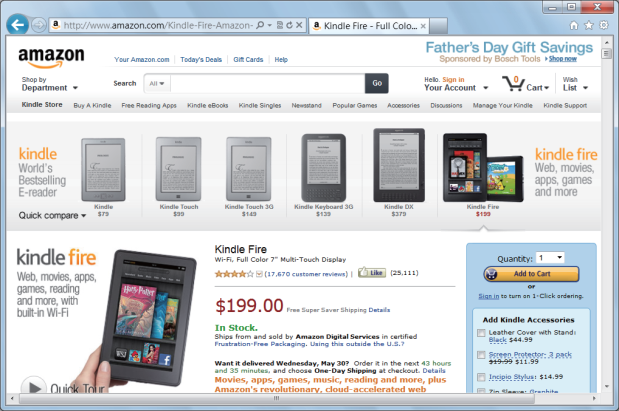 http://www.amazon.com/Kindle-Fire-Amazon-
Kindle Fire - Full Colo...
amazon
Your Amazon.com
Today's Deals
Gift Cards
Help
Father's Day Gift Savings
Sponsored by Bosch Tools
Shop now
Shop by
Department
Search
All
Go
Hello. Sign in
Your Account
0
Cart
Wish
List
Kindle Store
Buy A Kindle
Free Reading Apps
Kindle eBooks
Kindle Singles
Newsstand
Popular Games
Accessories
Discussions
Manage Your Kindle
Kindle Support
kindle
World's
Bestselling
E-reader
Quick compare
Kindle
$79
Kindle Touch
$99
Kindle Touch 3G
$149
Kindle Keyboard 3G
$139
Kindle DX
$379
Kindle Fire
$199
kindle fire
Web, movies,
apps, games
and more
kindle fire
Web, movies, apps,
games, reading
and more, with
built-in Wi-Fi
Quick Tour
Harry Potter
Kindle Fire
Wi-Fi, Full Color 7" Multi-Touch Display
(17,670 customer reviews)
Like
(25,111)
$199.00 Free Super Saver Shipping Details
In Stock.
Ships from and sold by Amazon Digital Services in certified
Frustration-Free Packaging. Using this outside the U.S.?
Want it delivered Wednesday, May 30? Order it in the next 43 hours
and 35 minutes, and choose One-Day Shipping at checkout. Details
Movies, apps, games, music, reading and more, plus
Amazon's revolutionary, cloud-accelerated web
Quantity: 1
Add to Cart
or
Sign in to turn on 1-Click ordering.
Add Kindle Accessories
Leather Cover with Stand:
Black $44.99
Screen Protector: 3 pack
$19.99 $11.99
Incipio Stylus: $14.99
Zip Sleeve: Graphite